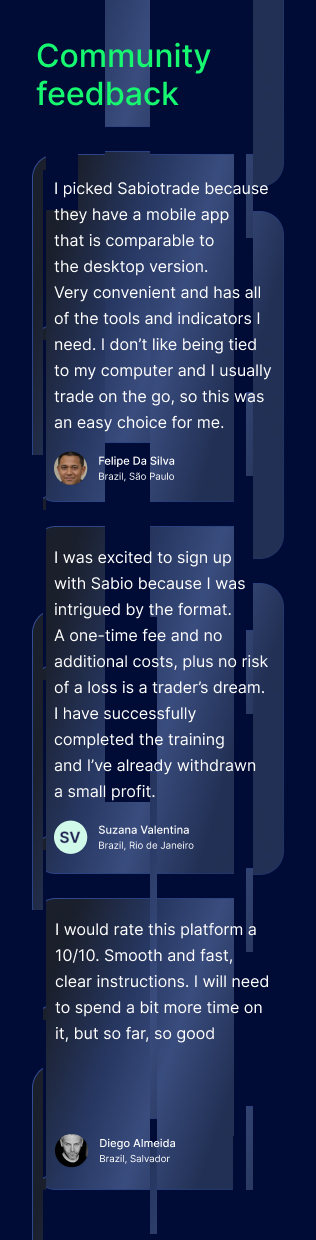 Community
feedback
I picked Sabiotrade because
they have a mobile app
that is comparable to
the desktop version.
Very convenient and has all
of the tools and indicators I
need. I don’t like being tied
to my computer and I usually
trade on the go, so this was
an easy choice for me.
Felipe Da Silva
Brazil, São Paulo
I was excited to sign up
with Sabio because I was
intrigued by the format.
A one-time fee and no
additional costs, plus no risk
of a loss is a trader’s dream.
I have successfully
completed the training
and I’ve already withdrawn
a small profit.
SV
Suzana Valentina
Brazil, Rio de Janeiro
I would rate this platform a
10/10. Smooth and fast,
clear instructions. I will need
to spend a bit more time on
it, but so far, so good
Diego Almeida
Brazil, Salvador